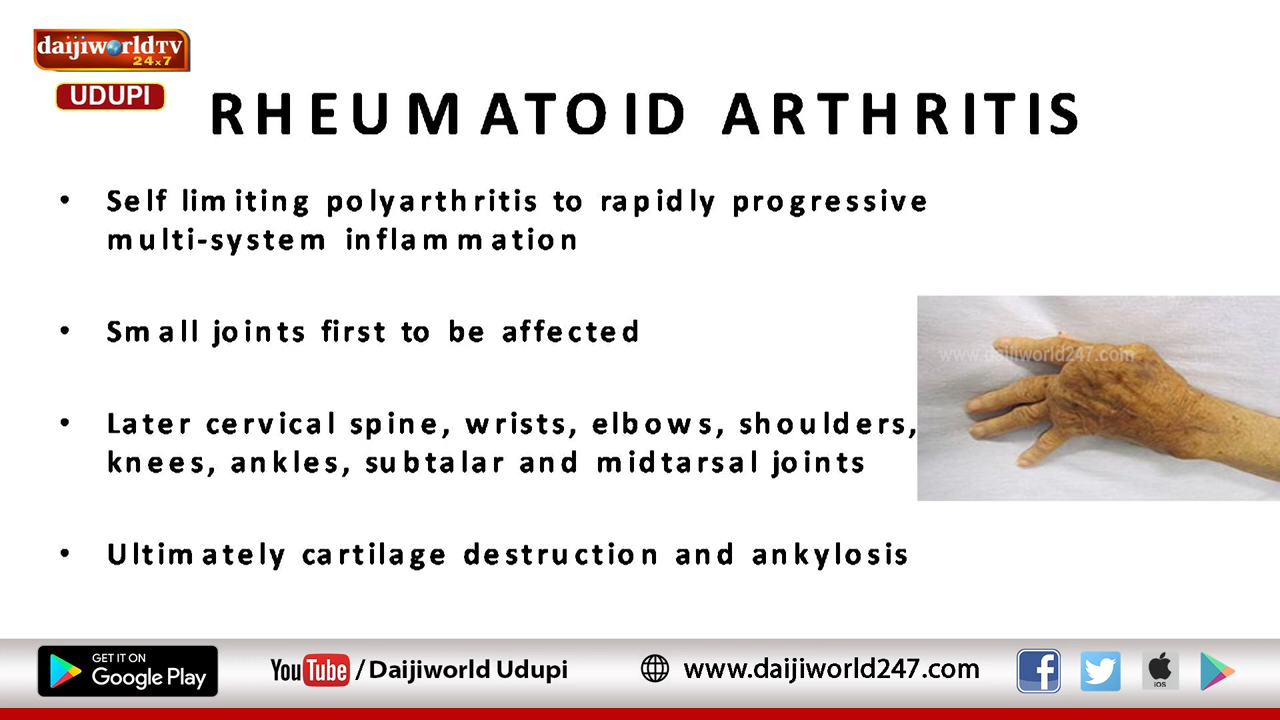 daijiworldTV
24x7
UDUPI
RHEUMATOID ARTHRITIS
• Self limiting polyarthritis to rapidly progressive
multi-system inflammation
• Small joints first to be affected
www.daijiworld247.com
• Later cervical spine, wrists, elbows, shoulders,
knees, ankles, subtalar and midtarsal joints
• Ultimately cartilage destruction and ankylosis
GET IT ON
Google Play
YouTube /Daijiworld Udupi
www.daijiworld247.com
iOS